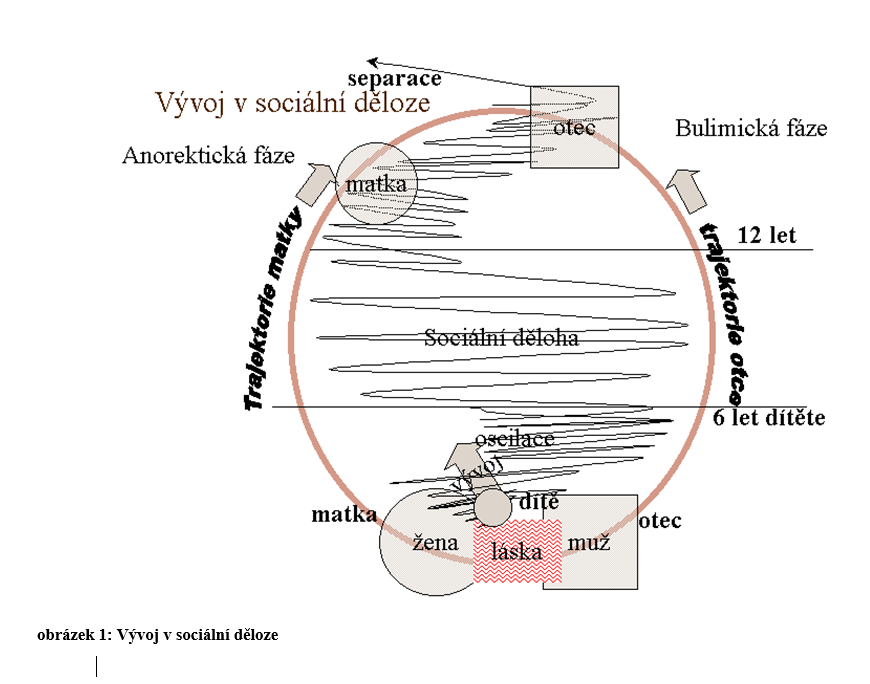 separace
Vývoj v sociální děloze
otec
Bulimická fáze
Anorektická fáze
matka
Trajektorie matky
trajektorie otce
12 let
Sociální děloha
6 let dítěte
oscilace
vývoj
dítě
matka
otec
žena
láska
muž
obrázek 1: Vývoj v sociální děloze